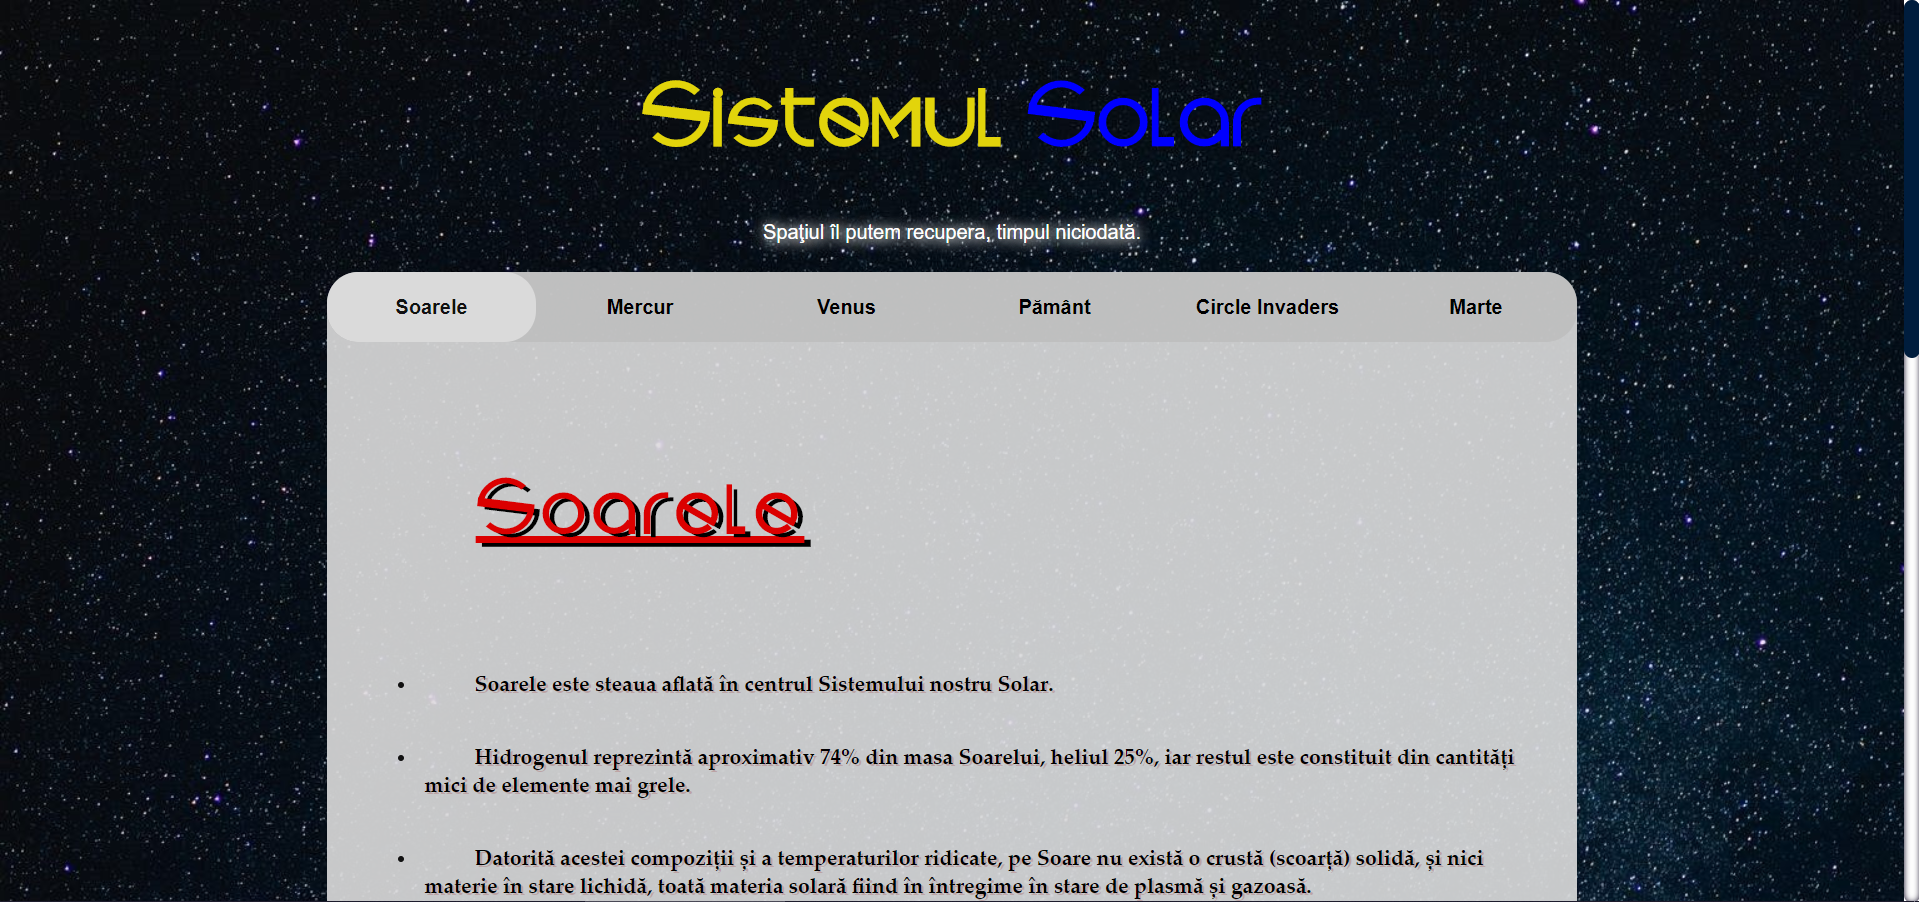 Sistemul Solar
Spaţiul îl putem recupera, timpul niciodată.
Soarele Mercur Venus Pământ Circle Invaders Marte
Soarele
• Soarele este steaua aflată în centrul Sistemului nostru Solar.
• Hidrogenul reprezintă aproximativ 74% din masa Soarelui, heliul 25%, iar restul este constituit din cantități
mici de elemente mai grele.
• Datorită acestei compoziții și a temperaturilor ridicate, pe Soare nu există o crustă (scoarță) solidă, și nici
materie în stare lichidă, toată materia solară fiind în întregime în stare de plasmă și gazoasă.